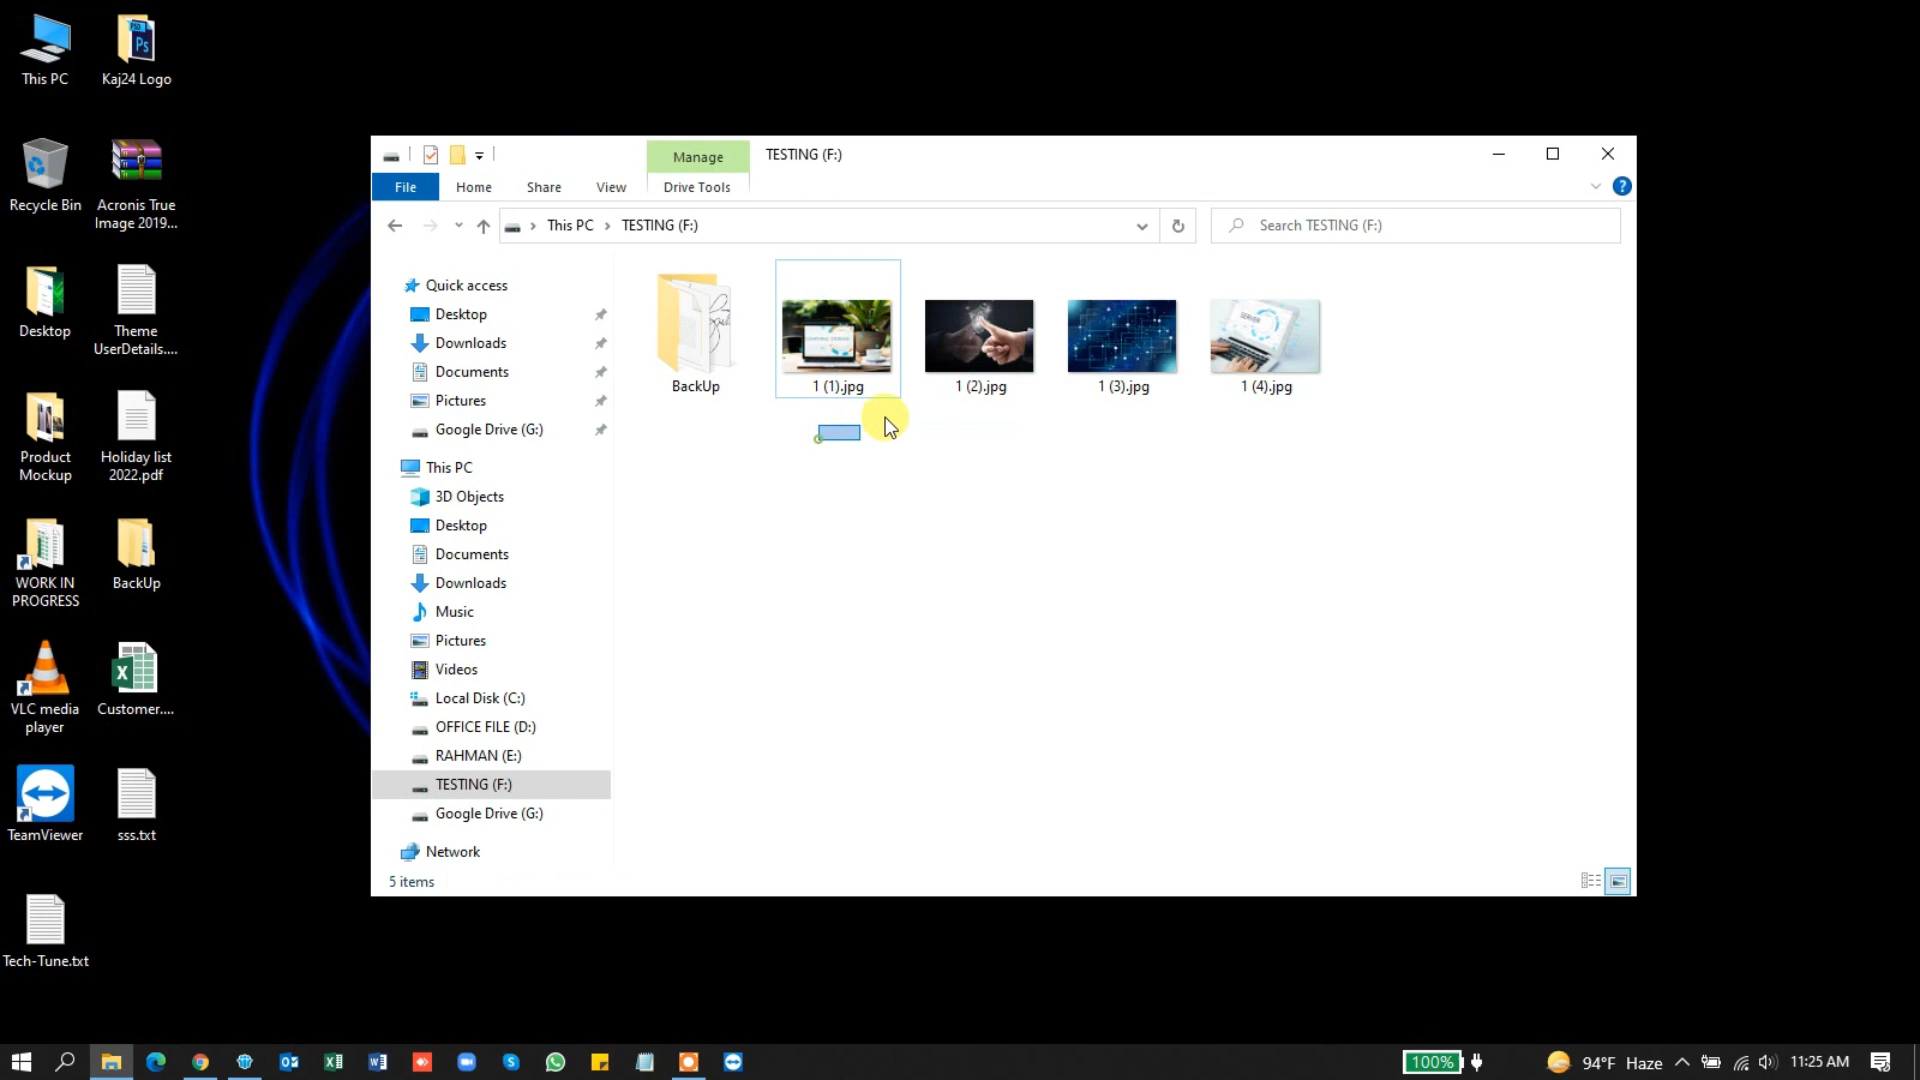 This PC
Kaj24 Logo
Recycle Bin
Acronis True
Image 2019...
Desktop
Theme
UserDetails....
Product
Mockup
Holiday list
2022.pdf
WORK IN
PROGRESS
BackUp
VLC media
player
Customer....
TeamViewer
sss.txt
Tech-Tune.txt
Manage
TESTING (F:)
File
Home
Share
View
Drive Tools
This PC
TESTING (F:)
Search TESTING (F:)
Quick access
Desktop
Downloads
Documents
Pictures
Google Drive (G:)
This PC
3D Objects
Desktop
Documents
Downloads
Music
Pictures
Videos
Local Disk (C:)
OFFICE FILE (D:)
RAHMAN (E:)
TESTING (F:)
Google Drive (G:)
Network
BackUp
1 (1).jpg
1 (2).jpg
1 (3).jpg
SERVER
1 (4).jpg
5 items
100%
94°F Haze
11:25 AM